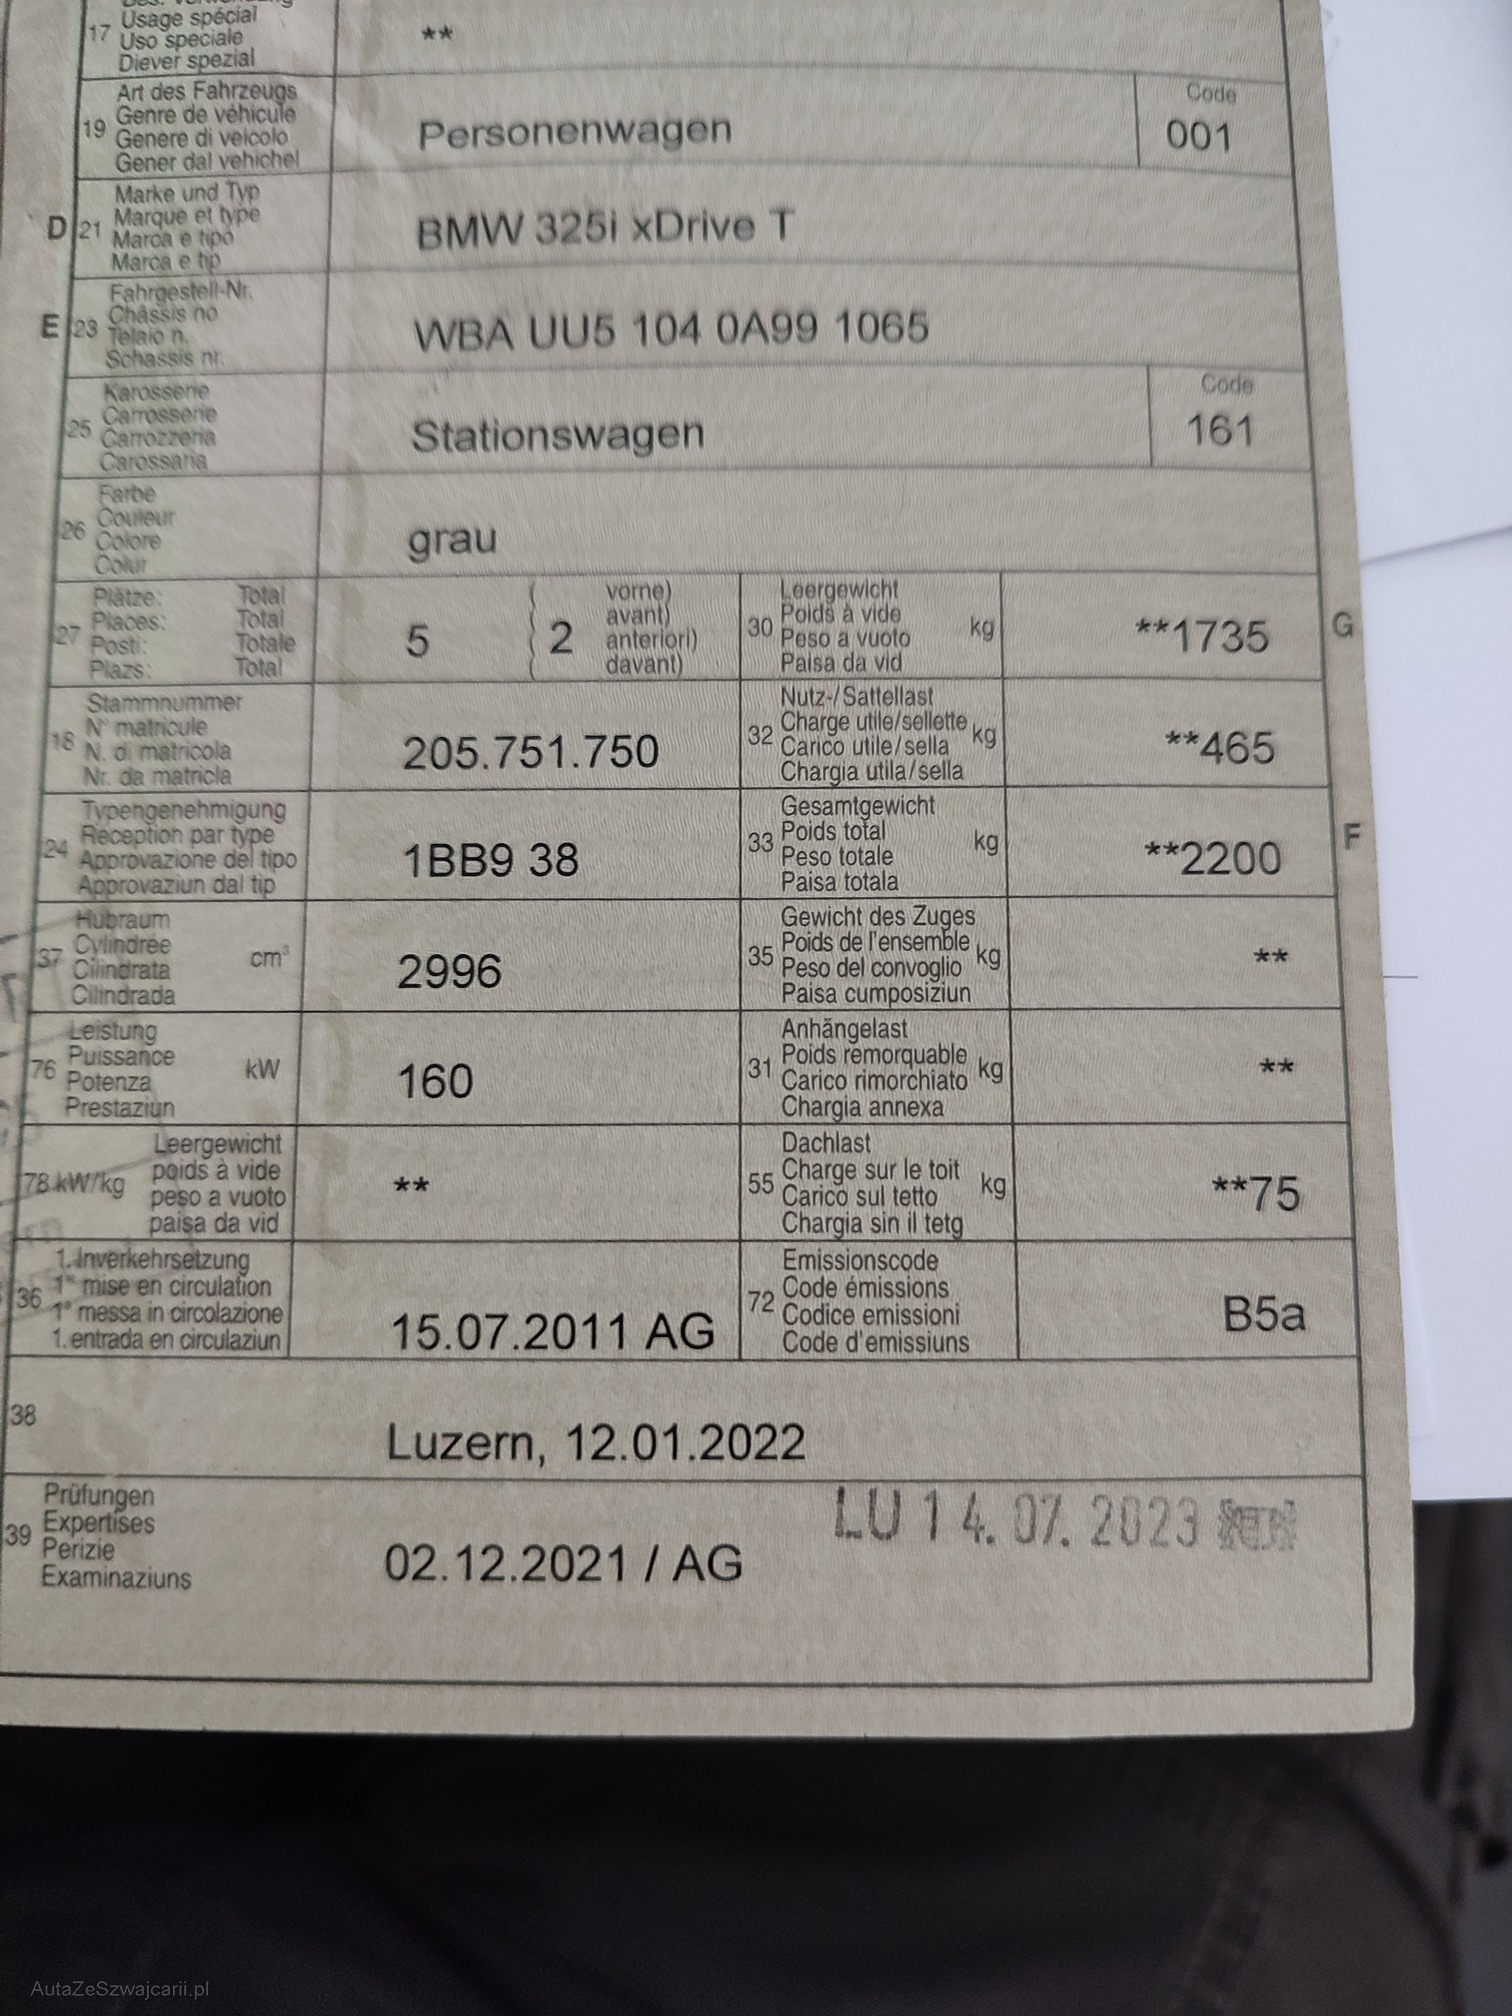 17 Usage spécial
Uso speciale
Diever spezial
**
19 Art des Fahrzeugs
Genre de véhicule
Genere di veicolo
Gener dal vehichel
Personenwagen
Code
001
D 21 Marke und Typ
Marque et type
Marca e tipo
Marca e tip
BMW 325i xDrive T
E 23 Fahrgestell-Nr.
Châssis no
Telaio n.
Schassis nr.
WBA UU5 104 0A99 1065
25 Karosserie
Carrosserie
Carrozzeria
Carossaria
Stationswagen
Code
161
26 Farbe
Couleur
Colore
Colur
grau
27 Plätze: Total
Places: Total
Posti: Totale
Plazs: Total
5 ( 2 vorne)
avant)
anteriori)
davant)
30 Leergewicht
Poids à vide
Peso a vuoto
Paisa da vid
kg
**1735
G
18 Stammnummer
N° matricule
N. di matricola
Nr. da matricla
205.751.750
32 Nutz-/Sattellast
Charge utile/sellette
Carico utile/sella
Chargia utila/sella
kg
**465
24 Typengenehmigung
Réception par type
Approvazione del tipo
Approvaziun dal tip
1BB9 38
33 Gesamtgewicht
Poids total
Peso totale
Paisa totala
kg
**2200
F
37 Hubraum
Cylindrée
Cilindrata
Cilindrada
cm³
2996
35 Gewicht des Zuges
Poids de l'ensemble
Peso del convoglio
Paisa cumposiziun
kg
**
76 Leistung
Puissance
Potenza
Prestaziun
kW
160
31 Anhängelast
Poids remorquable
Carico rimorchiato
Chargia annexa
kg
**
78 kW/kg Leergewicht
poids à vide
peso a vuoto
paisa da vid
**
55 Dachlast
Charge sur le toit
Carico sul tetto
Chargia sin il tetg
kg
**75
36 1. Inverkehrsetzung
1re mise en circulation
1a messa in circolazione
1. entrada en circulaziun
15.07.2011 AG
72 Emissionscode
Code émissions
Codice emissioni
Code d'emissiuns
B5a
38
Luzern, 12.01.2022
39 Prüfungen
Expertises
Perizie
Examinaziuns
02.12.2021 / AG
LU 14.07.2023
AutaZeSzwajcarii.pl